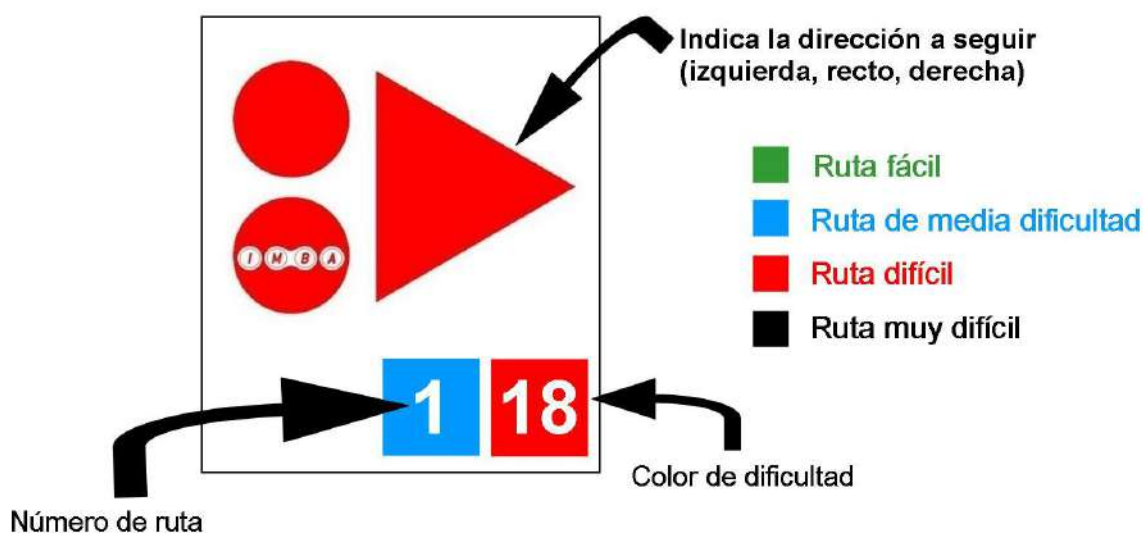 Indica la dirección a seguir
(izquierda, recto, derecha)
Ruta fácil
Ruta de media dificultad
IMBA
Ruta difícil
Ruta muy difícil
1 18
Color de dificultad
Número de ruta